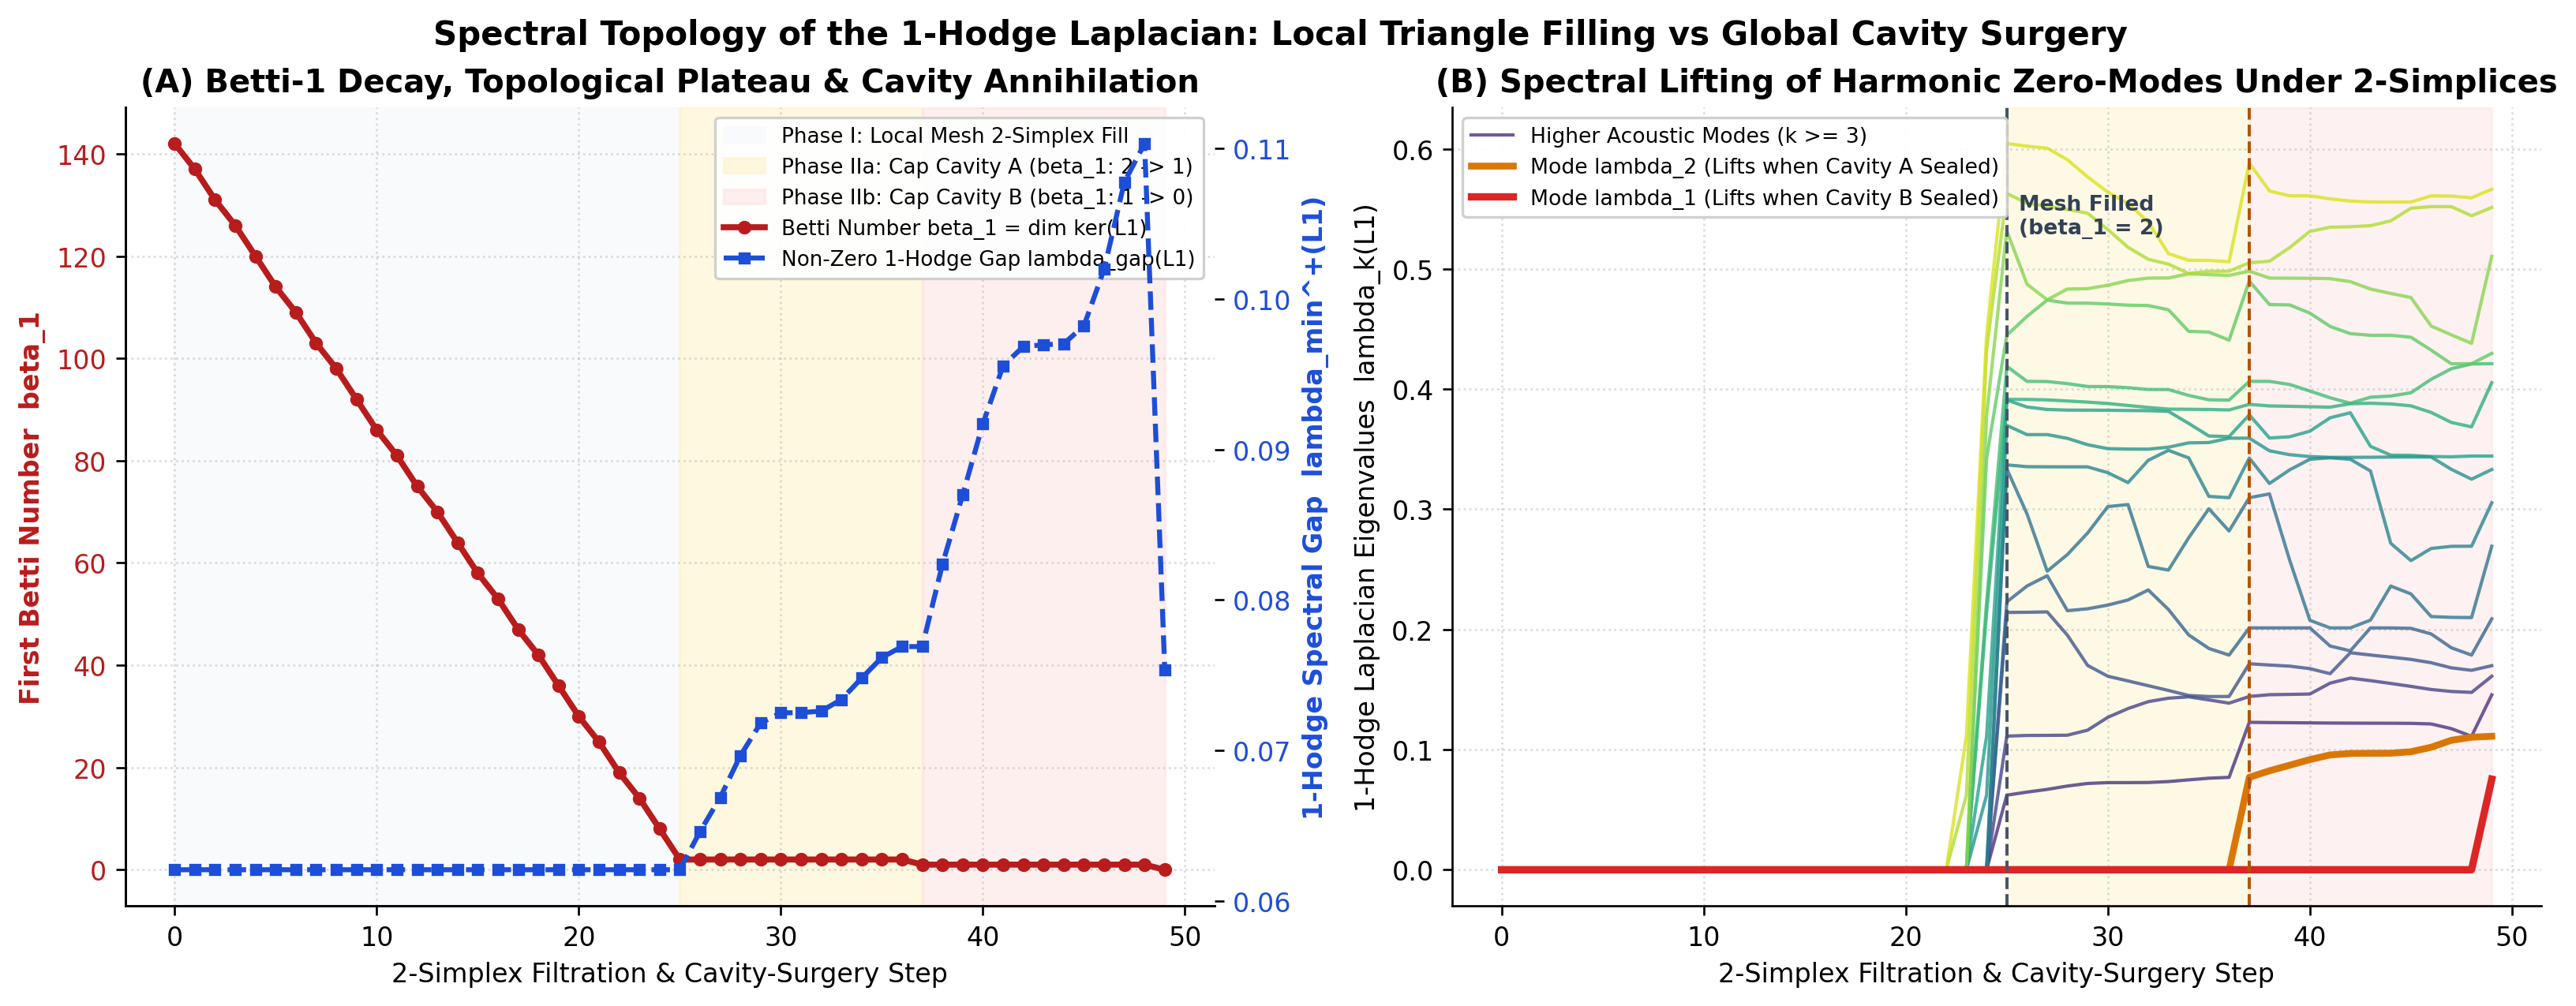 Spectral Topology of the 1-Hodge Laplacian: Local Triangle Filling vs Global Cavity Surgery
(A) Betti-1 Decay, Topological Plateau & Cavity Annihilation
First Betti Number  beta_1
140
120
100
80
60
40
20
0
Phase I: Local Mesh 2-Simplex Fill
Phase IIa: Cap Cavity A (beta_1: 2 -> 1)
Phase IIb: Cap Cavity B (beta_1: 1 -> 0)
Betti Number beta_1 = dim ker(L1)
Non-Zero 1-Hodge Gap lambda_gap(L1)
0.11
0.10
0.09
0.08
0.07
0.06
1-Hodge Spectral Gap  lambda_min^+(L1)
0
10
20
30
40
50
2-Simplex Filtration & Cavity-Surgery Step
(B) Spectral Lifting of Harmonic Zero-Modes Under 2-Simplices
1-Hodge Laplacian Eigenvalues  lambda_k(L1)
0.6
0.5
0.4
0.3
0.2
0.1
0.0
Higher Acoustic Modes (k >= 3)
Mode lambda_2 (Lifts when Cavity A Sealed)
Mode lambda_1 (Lifts when Cavity B Sealed)
Mesh Filled
(beta_1 = 2)
0
10
20
30
40
50
2-Simplex Filtration & Cavity-Surgery Step